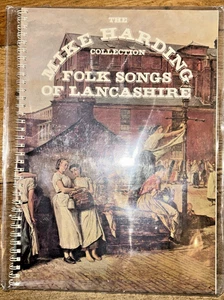 THE
MIKE HARDING
COLLECTION
FOLK SONGS
OF LANCASHIRE